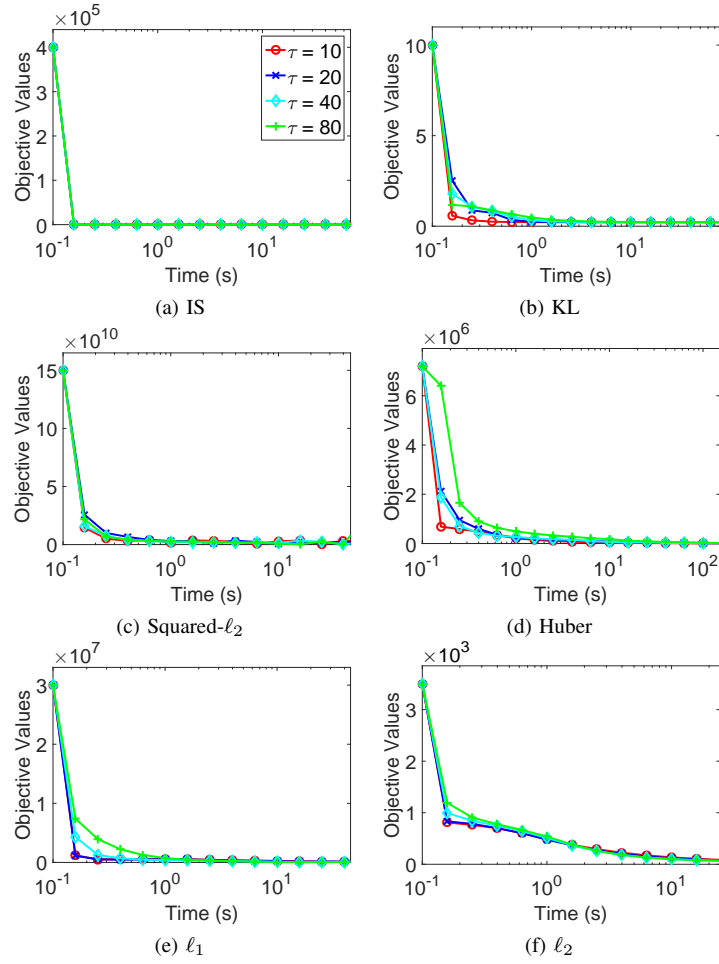 ×10^5
4
3
2
1
0
Objective Values
10^-1 10^0 10^1
Time (s)
τ = 10
τ = 20
τ = 40
τ = 80
(a) IS
10
5
0
Objective Values
10^-1 10^0 10^1
Time (s)
(b) KL
×10^10
15
10
5
0
Objective Values
10^-1 10^0 10^1
Time (s)
(c) Squared-ℓ_2
×10^6
6
4
2
0
Objective Values
10^-1 10^0 10^1 10^2
Time (s)
(d) Huber
×10^7
3
2
1
0
Objective Values
10^-1 10^0 10^1
Time (s)
(e) ℓ_1
×10^3
3
2
1
0
Objective Values
10^-1 10^0 10^1
Time (s)
(f) ℓ_2